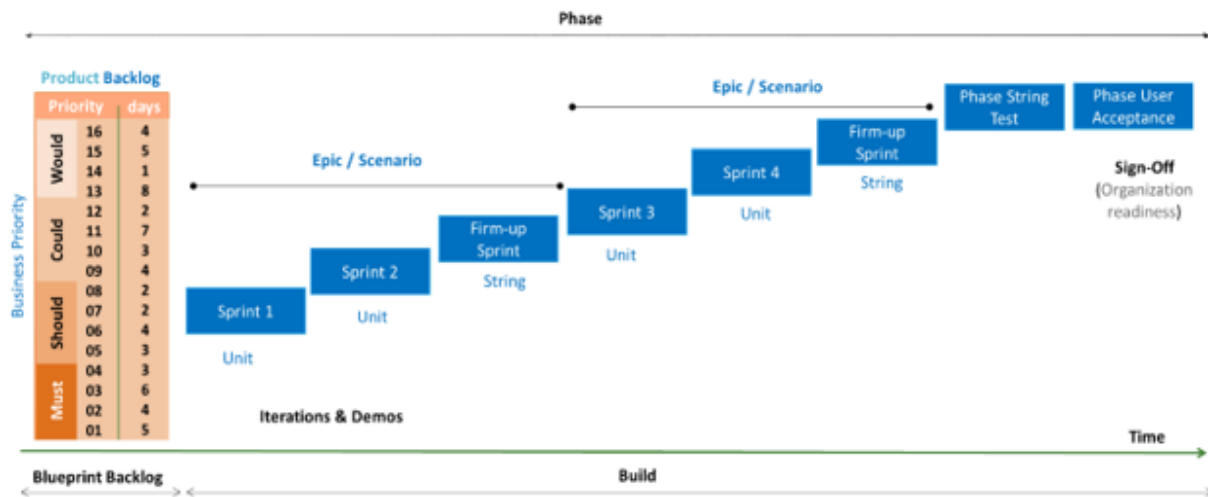 Phase
Product Backlog
Priority days
Business Priority
Would
16 4
15 5
14 1
13 8
Could
12 2
11 7
10 3
09 4
Should
08 2
07 2
06 4
05 3
Must
04 3
03 6
02 4
01 5
Epic / Scenario
Sprint 1
Unit
Sprint 2
Unit
Firm-up
Sprint
String
Epic / Scenario
Sprint 3
Unit
Sprint 4
Unit
Firm-up
Sprint
String
Phase String
Test
Phase User
Acceptance
Sign-Off
(Organization
readiness)
Iterations & Demos
Time
Blueprint Backlog
Build